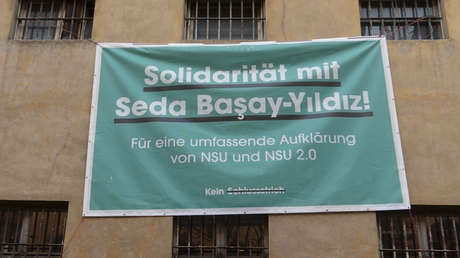 Solidarität mit
Seda Başay-Yıldız!
Für eine umfassende Aufklärung
von NSU und NSU 2.0
Kein Schlussstrich